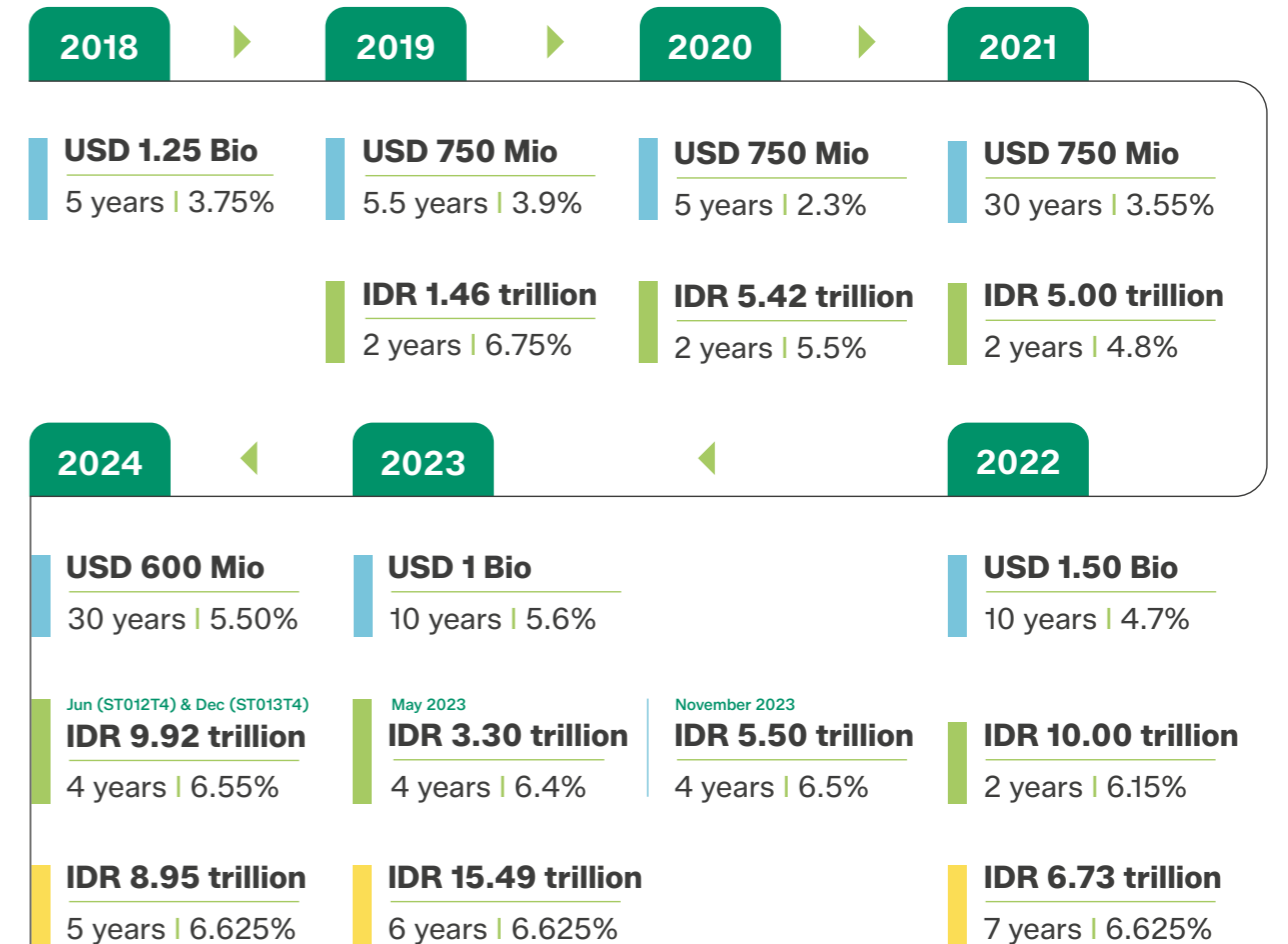 2018
2019
2020
2021
USD 1.25 Bio
5 years | 3.75%
USD 750 Mio
5.5 years | 3.9%
USD 750 Mio
5 years | 2.3%
USD 750 Mio
30 years | 3.55%
IDR 1.46 trillion
2 years | 6.75%
IDR 5.42 trillion
2 years | 5.5%
IDR 5.00 trillion
2 years | 4.8%
2024
2023
2022
USD 600 Mio
30 years | 5.50%
USD 1 Bio
10 years | 5.6%
USD 1.50 Bio
10 years | 4.7%
Jun (ST012T4) & Dec (ST013T4)
IDR 9.92 trillion
4 years | 6.55%
May 2023
IDR 3.30 trillion
4 years | 6.4%
November 2023
IDR 5.50 trillion
4 years | 6.5%
IDR 10.00 trillion
2 years | 6.15%
IDR 8.95 trillion
5 years | 6.625%
IDR 15.49 trillion
6 years | 6.625%
IDR 6.73 trillion
7 years | 6.625%